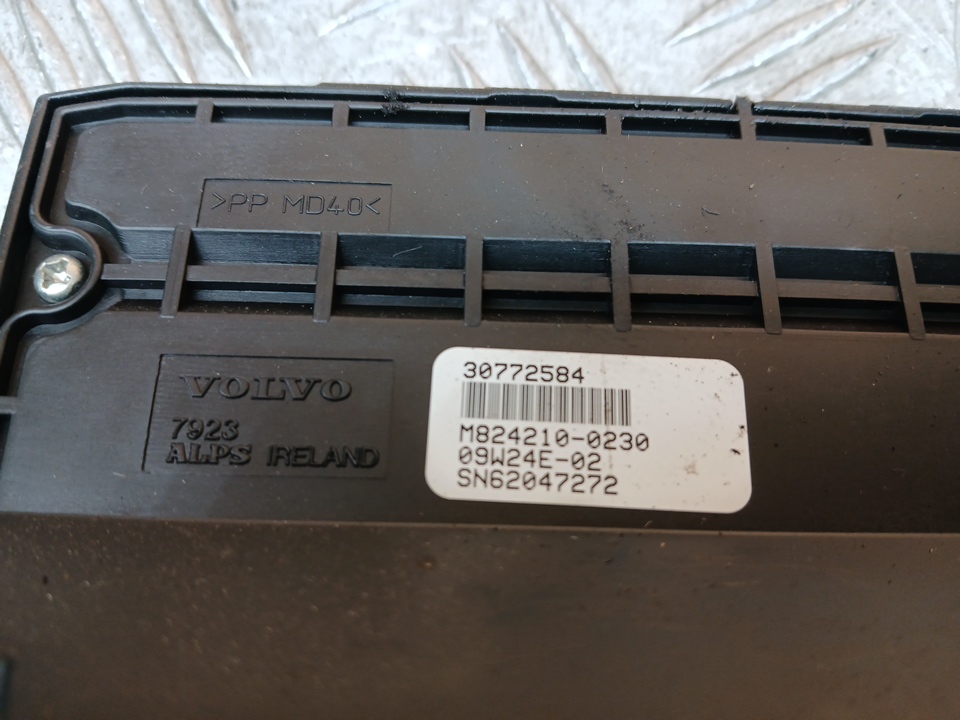 >PP MD40<
VOLVO
7923
ALPS IRELAND
30772584
M824210-0230
09W24E-02
SN62047272